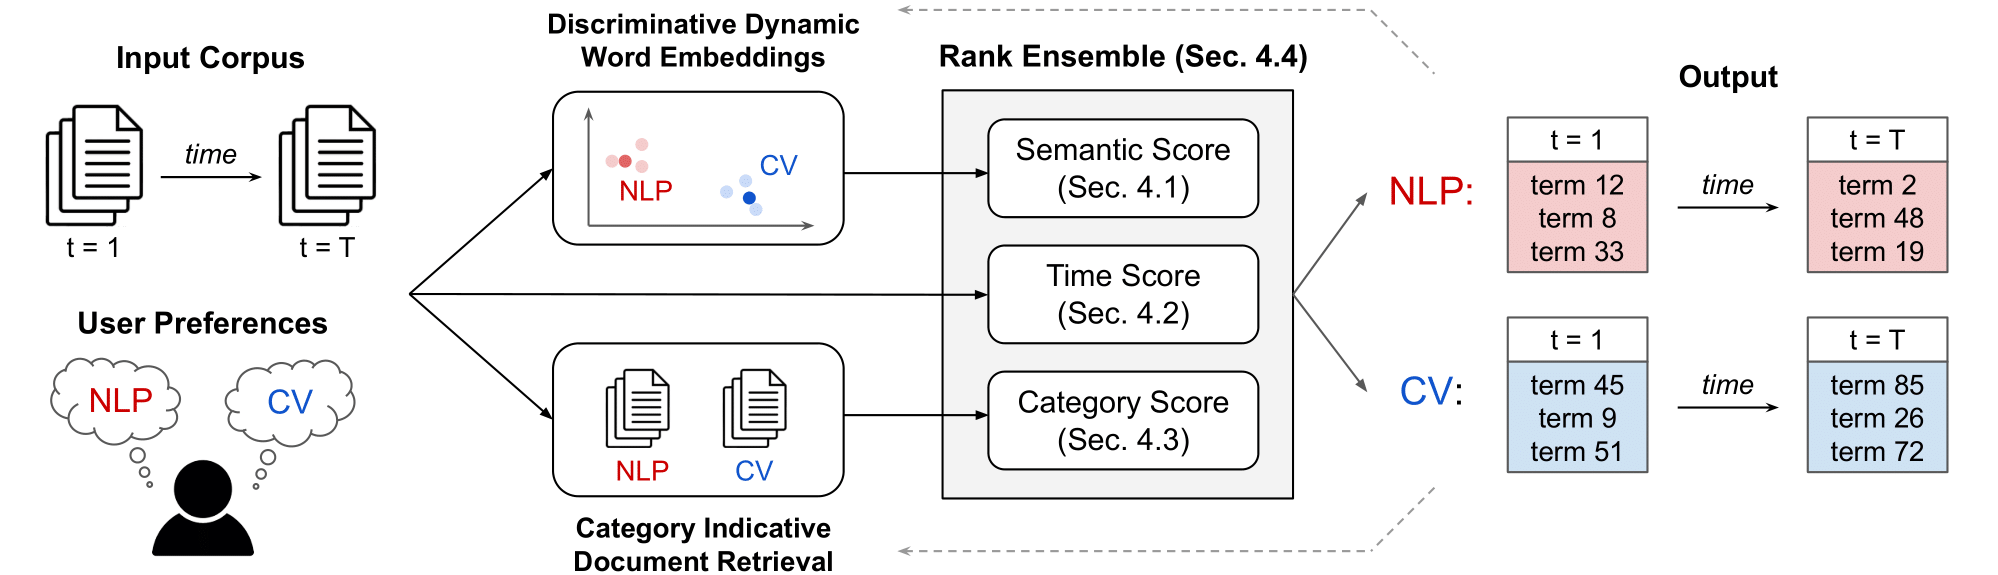 Input Corpus
time
t = 1
t = T
User Preferences
NLP
CV
Discriminative Dynamic
Word Embeddings
NLP
CV
NLP
CV
Category Indicative
Document Retrieval
Rank Ensemble (Sec. 4.4)
Semantic Score
(Sec. 4.1)
Time Score
(Sec. 4.2)
Category Score
(Sec. 4.3)
Output
NLP:
t = 1
term 12
term 8
term 33
time
t = T
term 2
term 48
term 19
CV:
t = 1
term 45
term 9
term 51
time
t = T
term 85
term 26
term 72